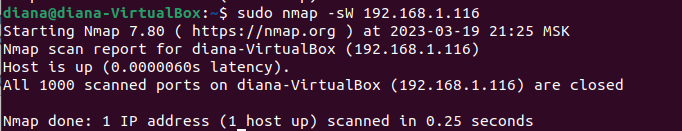 diana@diana-VirtualBox:~$ sudo nmap -sW 192.168.1.116
Starting Nmap 7.80 ( https://nmap.org ) at 2023-03-19 21:25 MSK
Nmap scan report for diana-VirtualBox (192.168.1.116)
Host is up (0.0000060s latency).
All 1000 scanned ports on diana-VirtualBox (192.168.1.116) are closed
Nmap done: 1 IP address (1 host up) scanned in 0.25 seconds